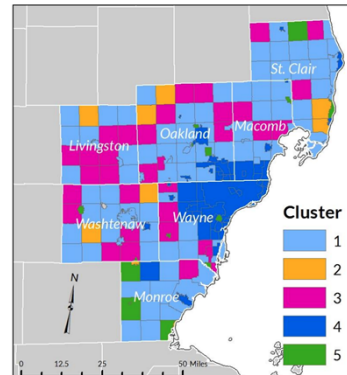 St. Clair
Oakland
Macomb
Livingston
Washtenaw
Wayne
Monroe
Cluster
1
2
3
4
5
N
0 12.5 25 50 Miles